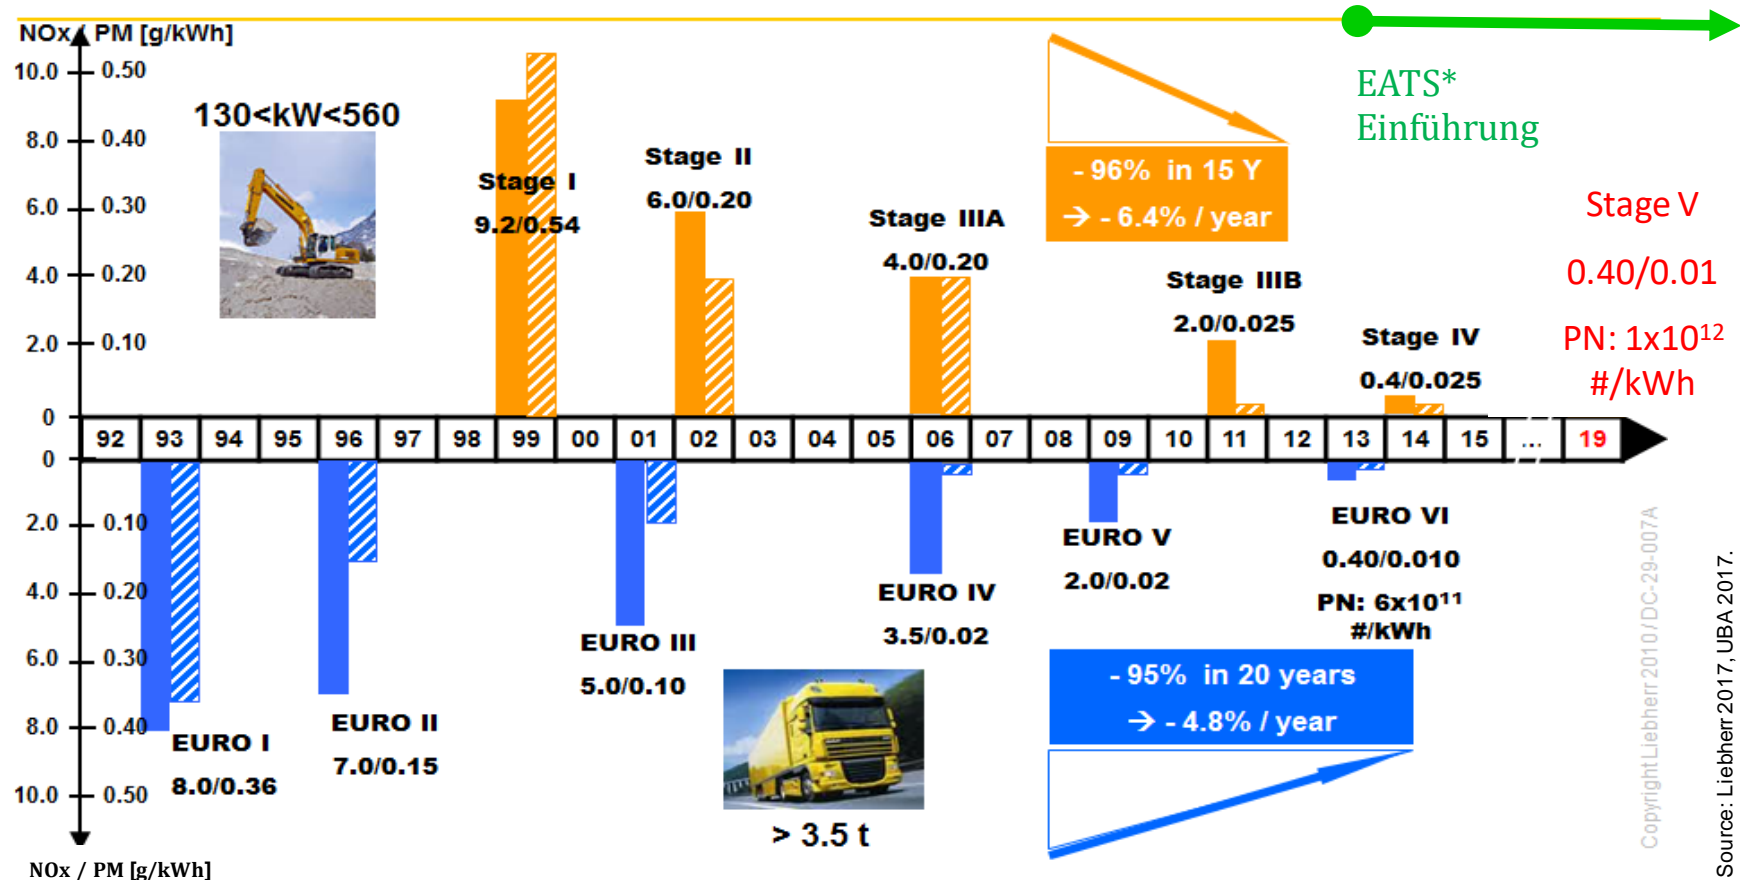 NOx / PM [g/kWh]
10.0 0.50
8.0 0.40
6.0 0.30
4.0 0.20
2.0 0.10
0
130<kW<560
Stage I
9.2/0.54
Stage II
6.0/0.20
Stage IIIA
4.0/0.20
- 96% in 15 Y
→ - 6.4% / year
Stage IIIB
2.0/0.025
Stage IV
0.4/0.025
EATS*
Einführung
Stage V
0.40/0.01
PN: 1x10¹²
#/kWh
92 93 94 95 96 97 98 99 00 01 02 03 04 05 06 07 08 09 10 11 12 13 14 15 ... 19
0
2.0 0.10
4.0 0.20
6.0 0.30
8.0 0.40
10.0 0.50
EURO I
8.0/0.36
EURO II
7.0/0.15
EURO III
5.0/0.10
EURO IV
3.5/0.02
EURO V
2.0/0.02
EURO VI
0.40/0.010
PN: 6x10¹¹
#/kWh
- 95% in 20 years
→ - 4.8% / year
> 3.5 t
NOx / PM [g/kWh]
Copyright Liebherr 2010 / DC-29-007A
Source: Liebherr 2017, UBA 2017.